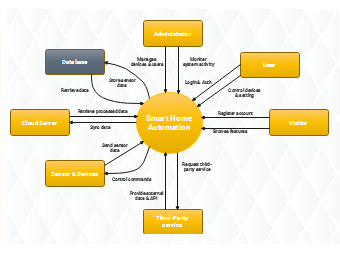 Administrator
Database
Manages
devices & users
Monitor
system activity
User
Store sensor
data
Login & Auth
Retrieve data
Control devices
& setting
Cloud Server
Retrieve processed data
Sync data
Smart Home
Automation
Register account
Browse features
Visitor
Send sensor
data
Sensor & Devices
Control commands
Request third-
party service
Provide external
data & API
Third-Party
service